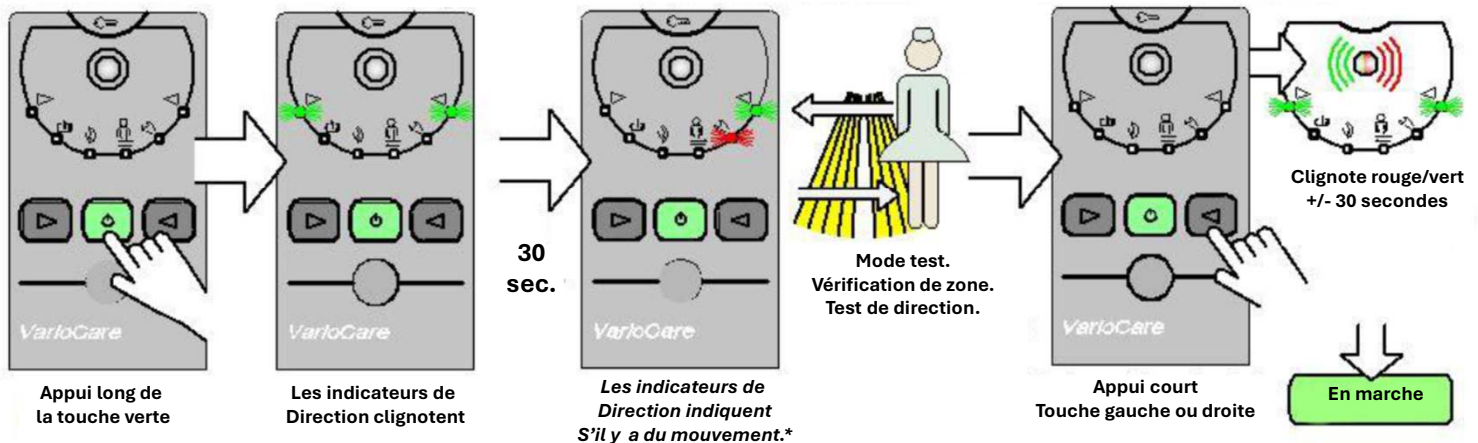 VarioCare
Appui long de
la touche verte
VarioCare
Les indicateurs de
Direction clignotent
30
sec.
VarioCare
Les indicateurs de
Direction indiquent
S'il y a du mouvement.*
Mode test.
Vérification de zone.
Test de direction.
VarioCare
Appui court
Touche gauche ou droite
Clignote rouge/vert
+/- 30 secondes
En marche